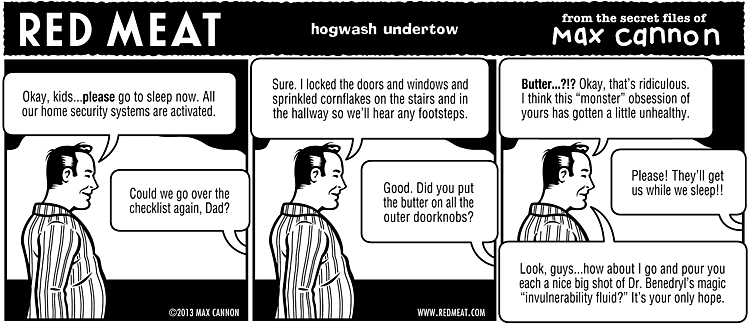 RED MEAT
hogwash undertow
from the secret files of
Max cannon
Okay, kids...please go to sleep now. All
our home security systems are activated.
Could we go over the
checklist again, Dad?
©2013 MAX CANNON
Sure. I locked the doors and windows and
sprinkled cornflakes on the stairs and in
the hallway so we'll hear any footsteps.
Good. Did you put
the butter on all the
outer doorknobs?
WWW.REDMEAT.COM
Butter...?!? Okay, that's ridiculous.
I think this “monster” obsession of
yours has gotten a little unhealthy.
Please! They'll get
us while we sleep!!
Look, guys...how about I go and pour you
each a nice big shot of Dr. Benedryl's magic
“invulnerability fluid?” It's your only hope.